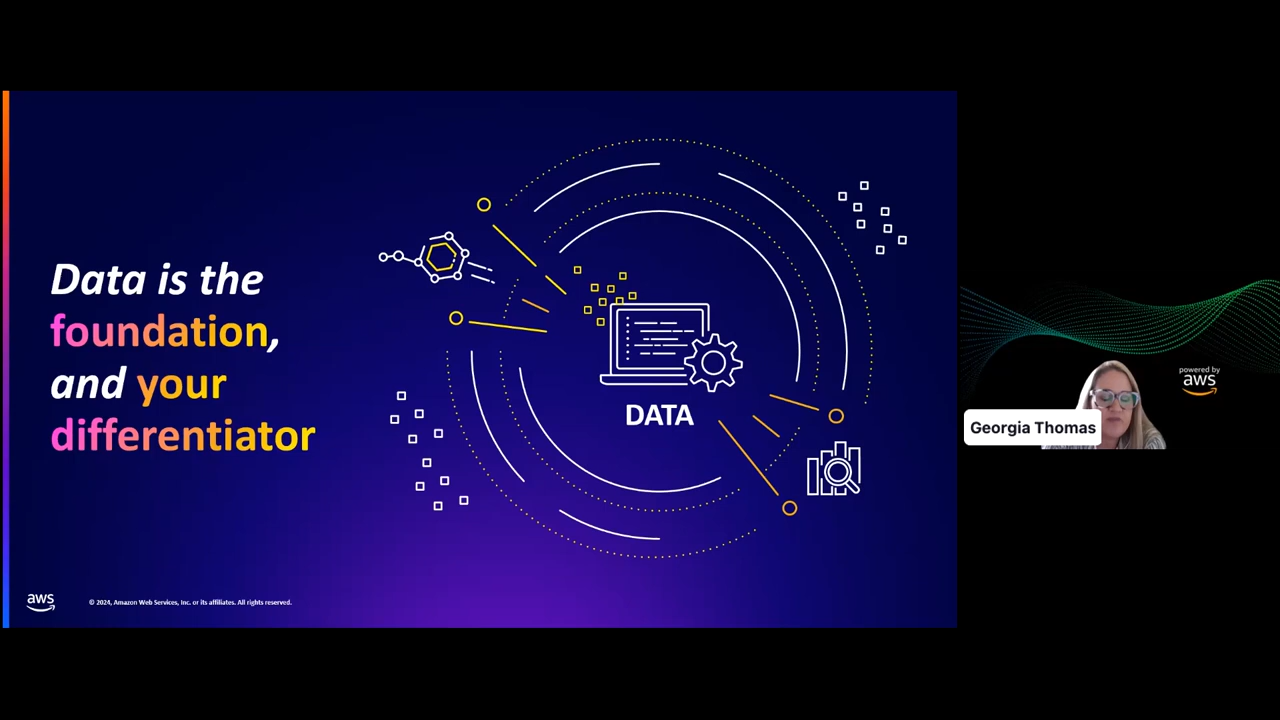 Data is the
foundation,
and your
differentiator
DATA
aws
© 2024, Amazon Web Services, Inc. or its affiliates. All rights reserved.
powered by
aws
Georgia Thomas